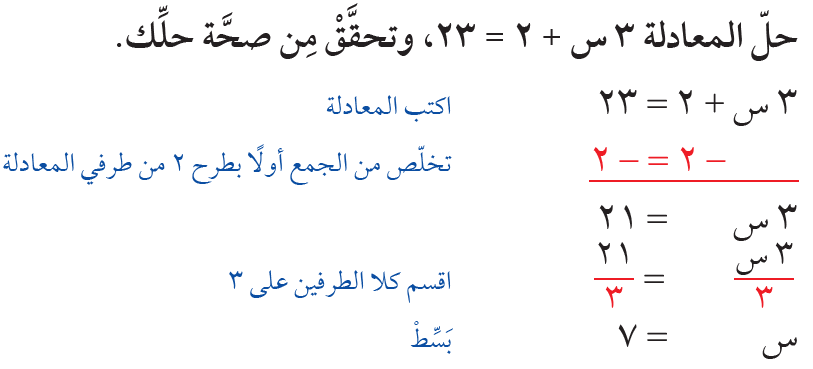 حلّ المعادلة ٣ س + ٢ = ٢٣، وتحقَّقْ مِن صحَّة حلِّك.
٣ س + ٢ = ٢٣ اكتب المعادلة
− ٢ = − ٢ تخلّص من الجمع أولًا بطرح ٢ من طرفي المعادلة
٣ س = ٢١
٣ س / ٣ = ٢١ / ٣ اقسم كلا الطرفين على ٣
س = ٧ بَسِّطْ